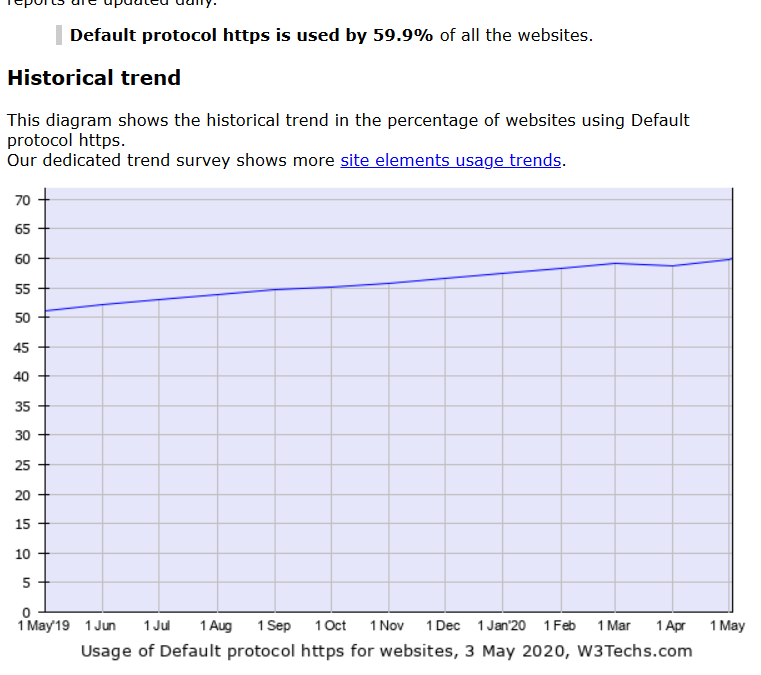 reports are updated daily.
Default protocol https is used by 59.9% of all the websites.
Historical trend
This diagram shows the historical trend in the percentage of websites using Default
protocol https.
Our dedicated trend survey shows more site elements usage trends.
70
65
60
55
50
45
40
35
30
25
20
15
10
5
0
1 May'19 1 Jun 1 Jul 1 Aug 1 Sep 1 Oct 1 Nov 1 Dec 1 Jan'20 1 Feb 1 Mar 1 Apr 1 May
Usage of Default protocol https for websites, 3 May 2020, W3Techs.com